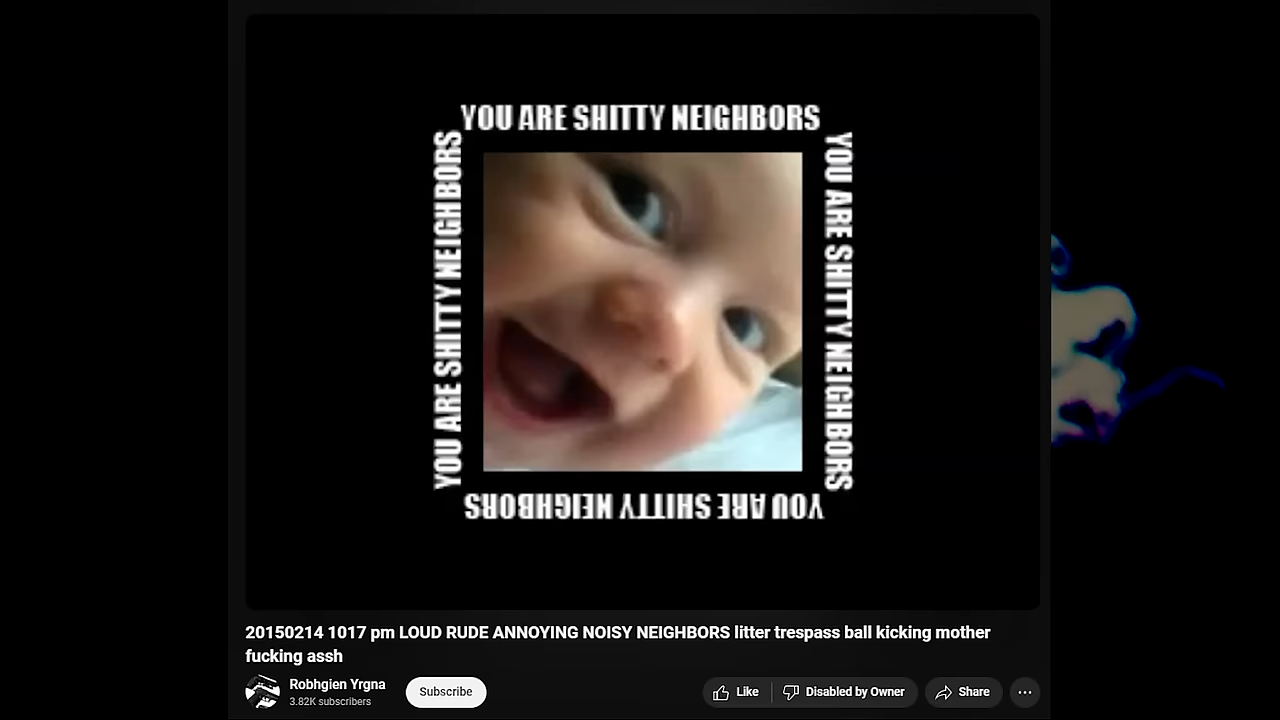 YOU ARE SHITTY NEIGHBORS
YOU ARE SHITTY NEIGHBORS
YOU ARE SHITTY NEIGHBORS
YOU ARE SHITTY NEIGHBORS
20150214 1017 pm LOUD RUDE ANNOYING NOISY NEIGHBORS litter trespass ball kicking mother
fucking assh
Robhgien Yrgna
3.82K subscribers
Subscribe
Like
Disabled by Owner
Share